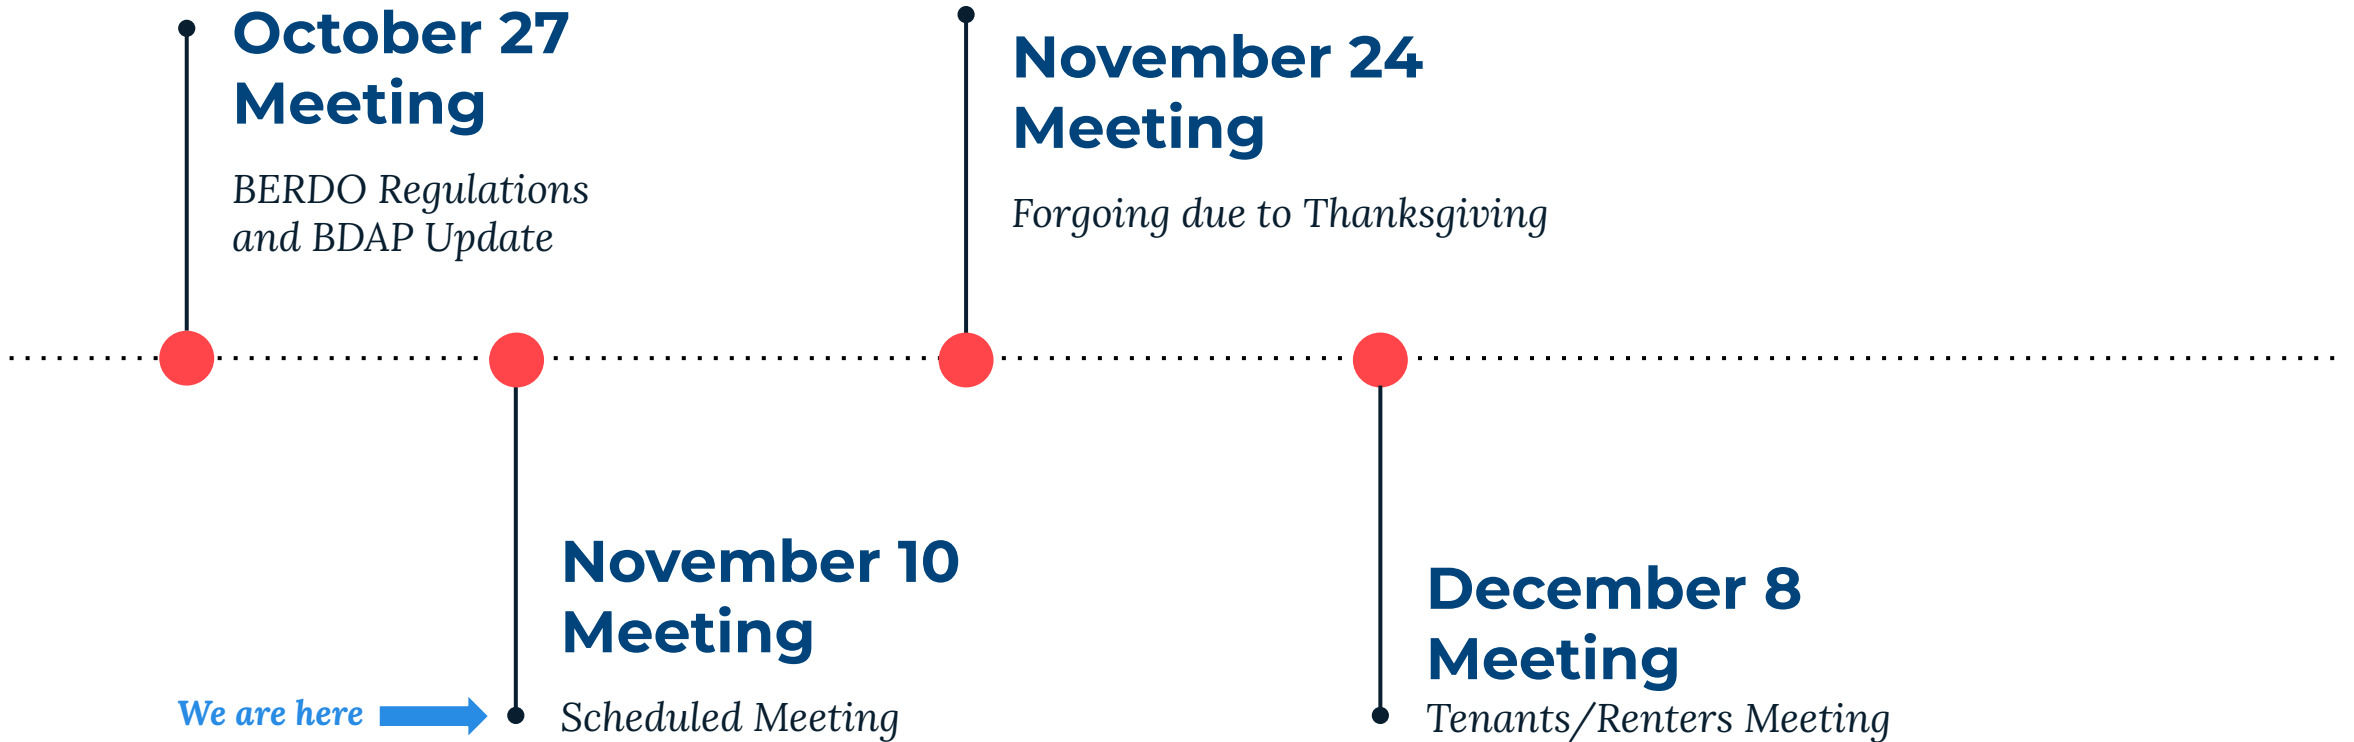 October 27
Meeting
BERDO Regulations
and BDAP Update
November 24
Meeting
Forgoing due to Thanksgiving
November 10
Meeting
We are here
Scheduled Meeting
December 8
Meeting
Tenants/Renters Meeting